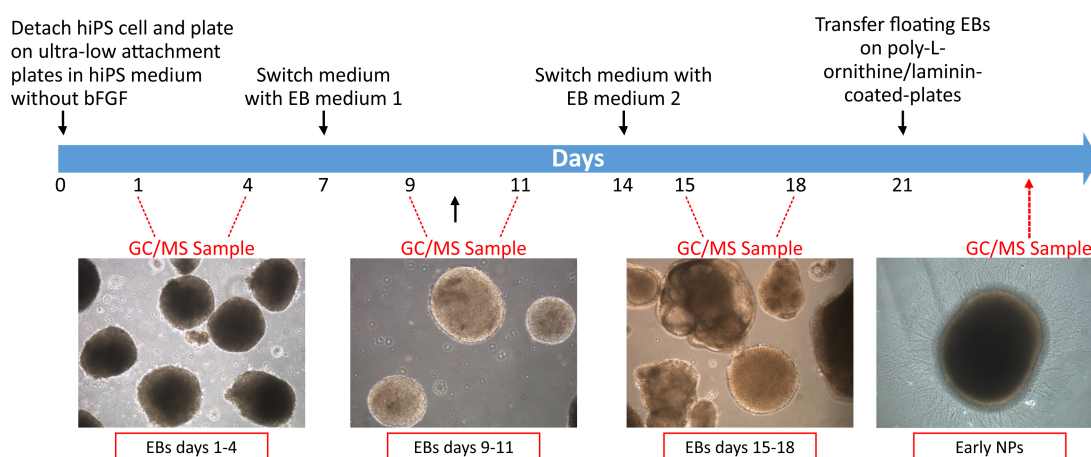 Detach hiPS cell and plate
on ultra-low attachment
plates in hiPS medium
without bFGF
Switch medium
with EB medium 1
Switch medium with
EB medium 2
Transfer floating EBs
on poly-L-
ornithine/laminin-
coated-plates
Days
0 1 4 7 9 11 14 15 18 21
GC/MS Sample GC/MS Sample GC/MS Sample GC/MS Sample
EBs days 1-4 EBs days 9-11 EBs days 15-18 Early NPs